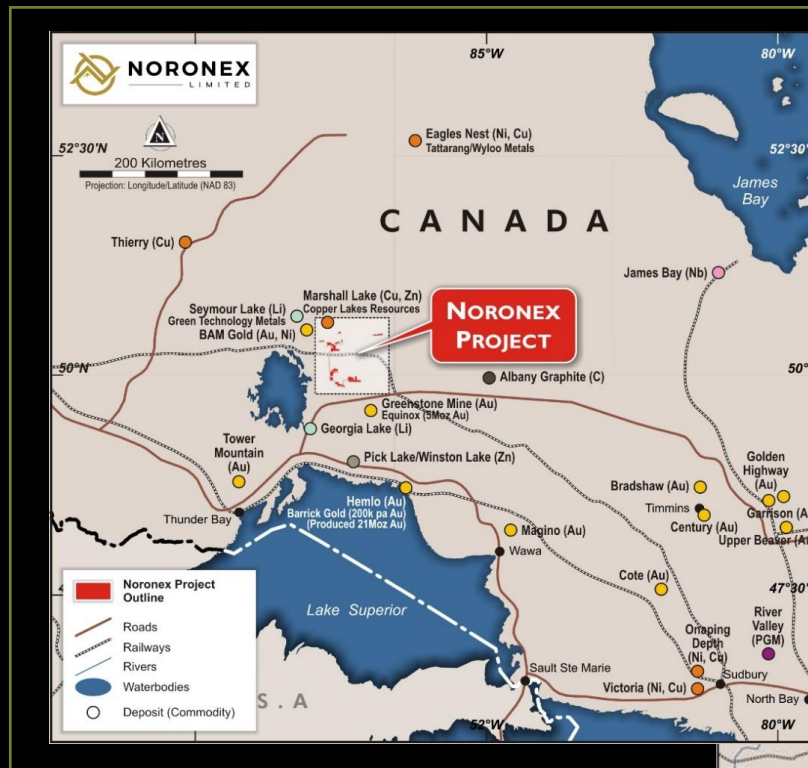 NORONEX
LIMITED
85°W
80°W
52°30'N
52°30'
N
200 Kilometres
Projection: Longitude/Latitude (NAD 83)
Eagles Nest (Ni, Cu)
Tattarang/Wyloo Metals
James
Bay
CANADA
Thierry (Cu)
James Bay (Nb)
Marshall Lake (Cu, Zn)
Copper Lakes Resources
Seymour Lake (Li)
Green Technology Metals
BAM Gold (Au, Ni)
NORONEX
PROJECT
50°N
50°
Albany Graphite (C)
Greenstone Mine (Au)
Equinox (5Moz Au)
Georgia Lake (Li)
Tower
Mountain
(Au)
Pick Lake/Winston Lake (Zn)
Golden
Highway
(Au)
Bradshaw (Au)
Hemlo (Au)
Barrick Gold (200k pa Au)
(Produced 21Moz Au)
Timmins
Garrison (A
Thunder Bay
Century (Au)
Magino (Au)
Upper Beaver (A
Wawa
Cote (Au)
47°30'
Noronex Project
Outline
Roads
Railways
Rivers
Waterbodies
Deposit (Commodity)
Lake Superior
River
Valley
(PGM)
Onaping
Depth
(Ni, Cu)
Sault Ste Marie
Sudbury
Victoria (Ni, Cu)
North Bay
S.A
52°W
80°W